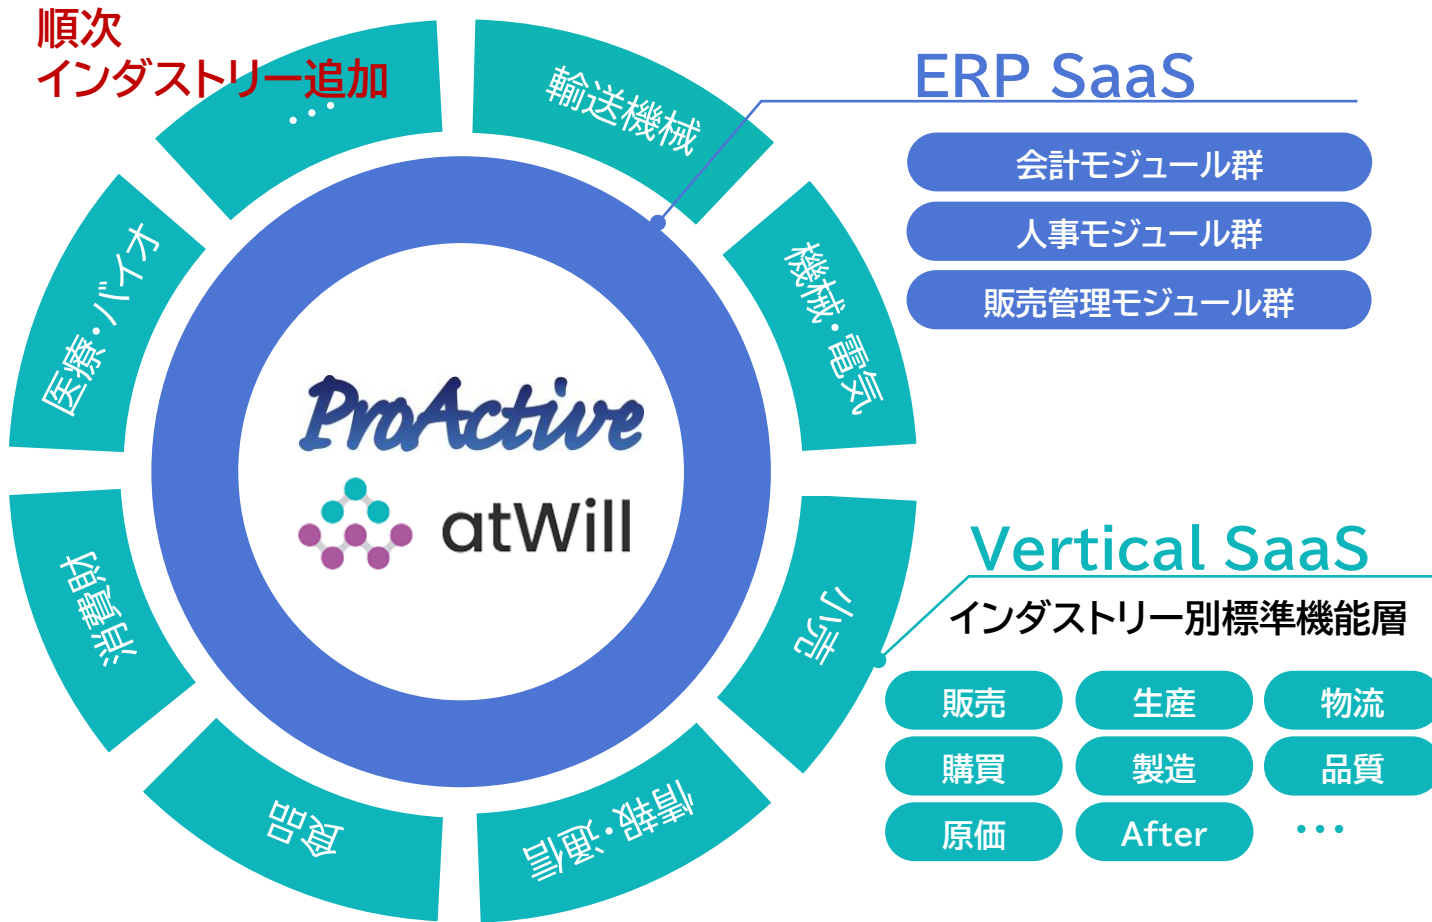 順次
インダストリー追加
・・・
輸送機械
機械・電気
小売
情報・通信
食品
消費財
医療・バイオ
ProActive
atWill
ERP SaaS
会計モジュール群
人事モジュール群
販売管理モジュール群
Vertical SaaS
インダストリー別標準機能層
販売 生産 物流
購買 製造 品質
原価 After ・・・